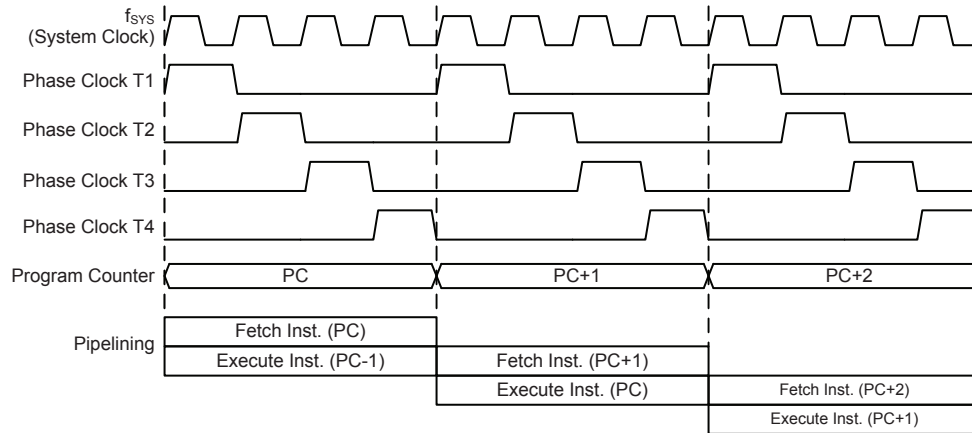 fSYS
(System Clock)
Phase Clock T1
Phase Clock T2
Phase Clock T3
Phase Clock T4
Program Counter PC PC+1 PC+2
Pipelining
Fetch Inst. (PC)
Execute Inst. (PC-1) Fetch Inst. (PC+1)
Execute Inst. (PC) Fetch Inst. (PC+2)
Execute Inst. (PC+1)